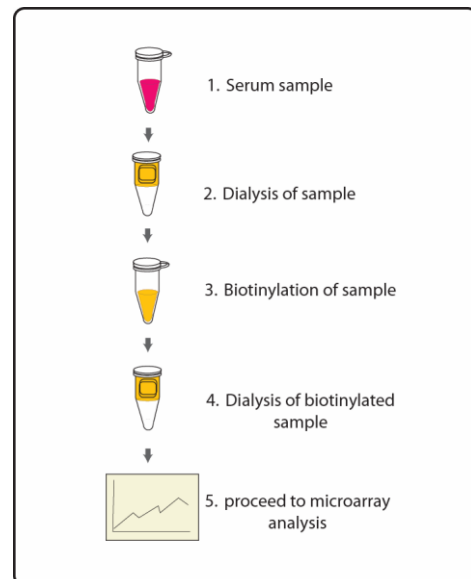 1. Serum sample
2. Dialysis of sample
3. Biotinylation of sample
4. Dialysis of biotinylated
sample
5. proceed to microarray
analysis